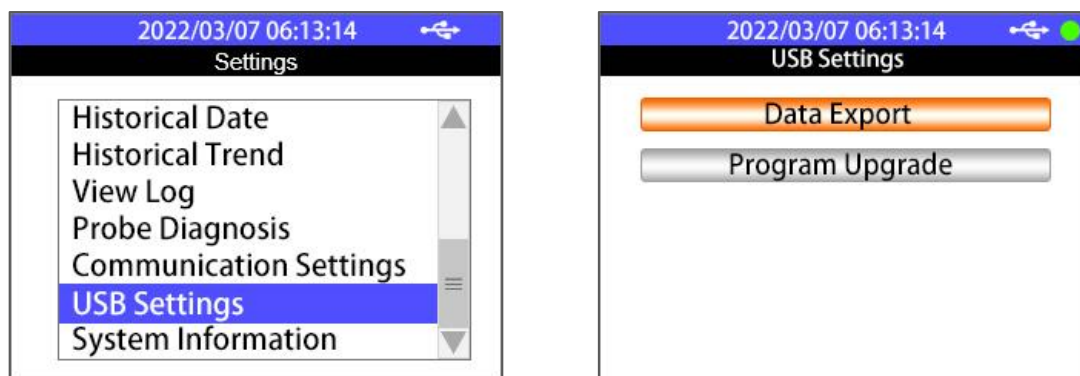 2022/03/07 06:13:14
Settings
Historical Date
Historical Trend
View Log
Probe Diagnosis
Communication Settings
USB Settings
System Information
2022/03/07 06:13:14
USB Settings
Data Export
Program Upgrade